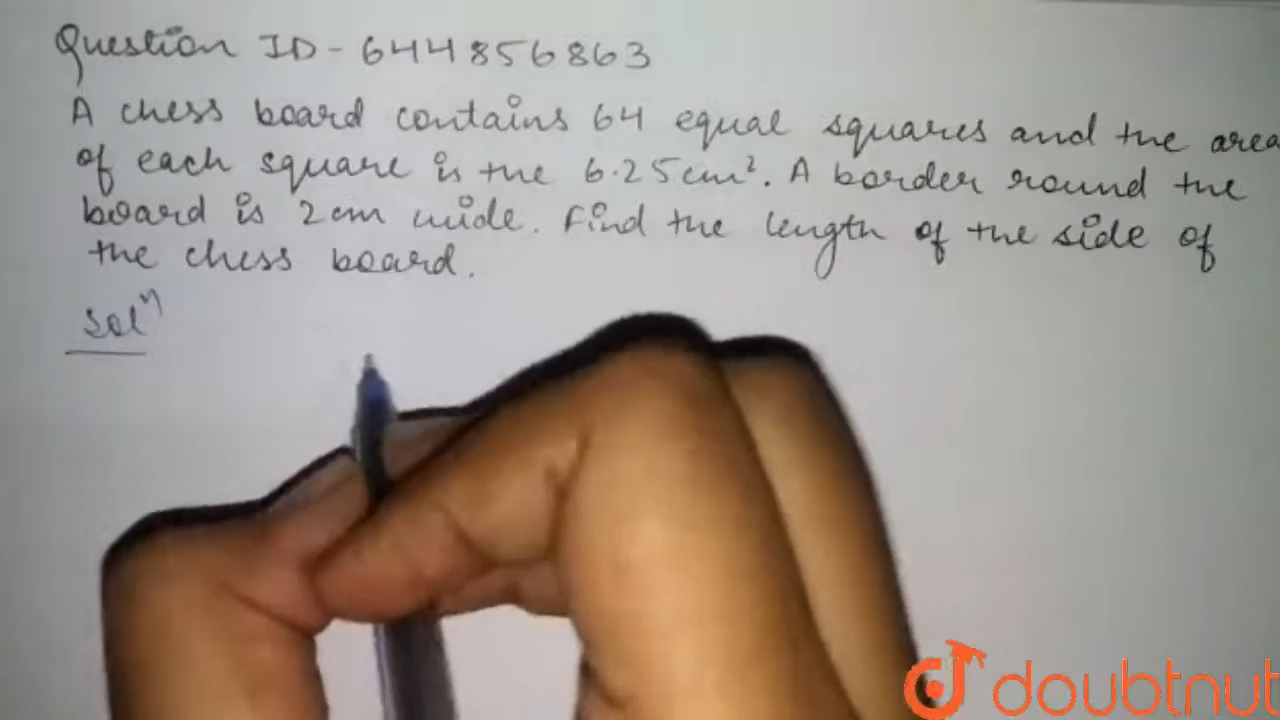 Question ID - 644856863
A chess board contains 64 equal squares and the area
of each square is the 6.25cm². A border round the
board is 2cm wide. Find the length of the side of
the chess board.
Solⁿ
doubtnut